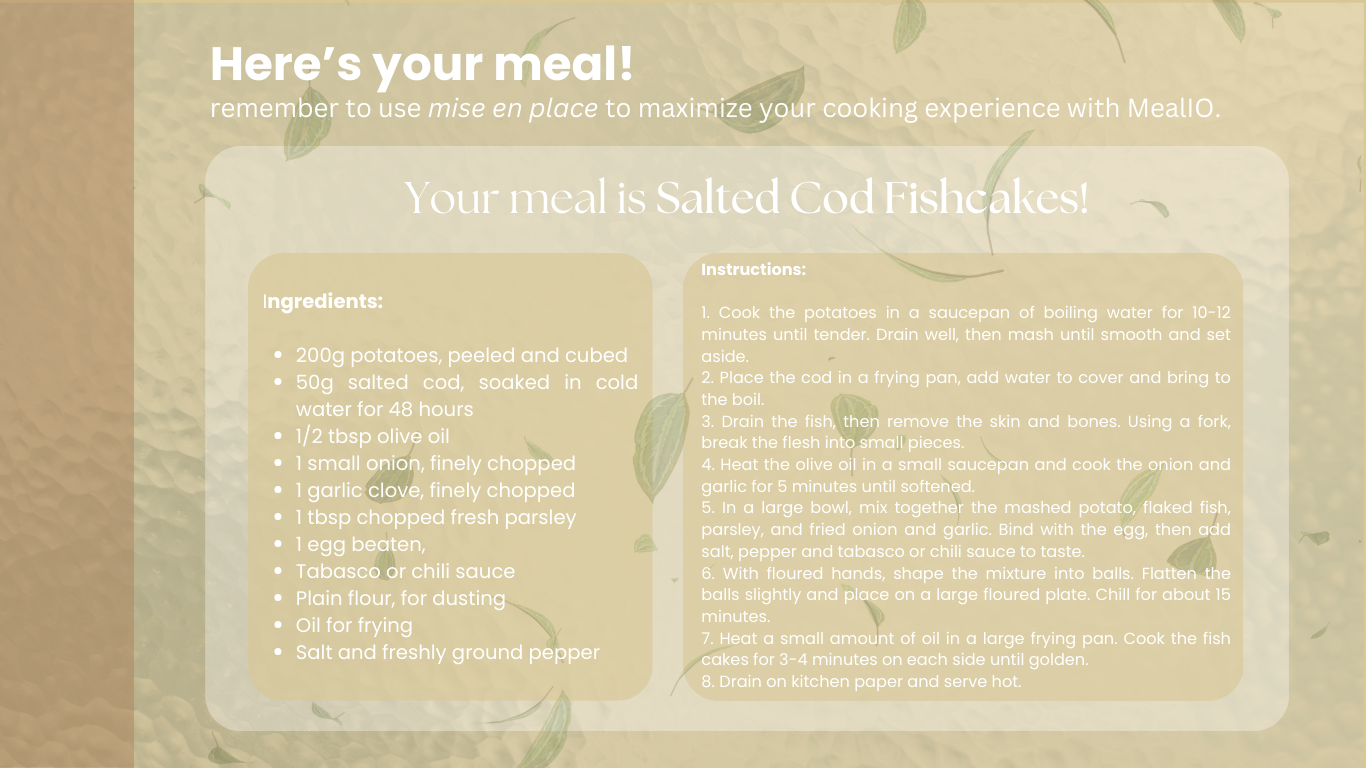 Here’s your meal!
remember to use mise en place to maximize your cooking experience with MealIO.
Your meal is Salted Cod Fishcakes!
Ingredients:
• 200g potatoes, peeled and cubed
• 50g salted cod, soaked in cold
water for 48 hours
• 1/2 tbsp olive oil
• 1 small onion, finely chopped
• 1 garlic clove, finely chopped
• 1 tbsp chopped fresh parsley
• 1 egg beaten,
• Tabasco or chili sauce
• Plain flour, for dusting
• Oil for frying
• Salt and freshly ground pepper
Instructions:
1. Cook the potatoes in a saucepan of boiling water for 10-12
minutes until tender. Drain well, then mash until smooth and set
aside.
2. Place the cod in a frying pan, add water to cover and bring to
the boil.
3. Drain the fish, then remove the skin and bones. Using a fork,
break the flesh into small pieces.
4. Heat the olive oil in a small saucepan and cook the onion and
garlic for 5 minutes until softened.
5. In a large bowl, mix together the mashed potato, flaked fish,
parsley, and fried onion and garlic. Bind with the egg, then add
salt, pepper and tabasco or chili sauce to taste.
6. With floured hands, shape the mixture into balls. Flatten the
balls slightly and place on a large floured plate. Chill for about 15
minutes.
7. Heat a small amount of oil in a large frying pan. Cook the fish
cakes for 3-4 minutes on each side until golden.
8. Drain on kitchen paper and serve hot.